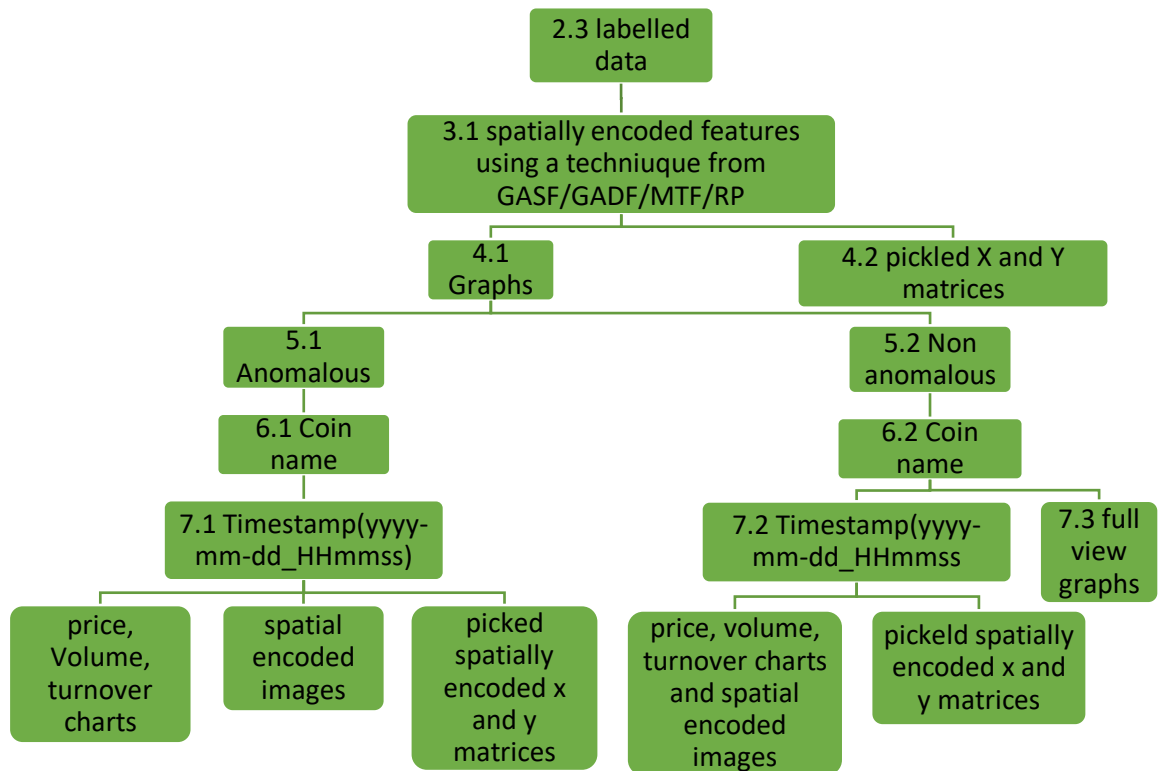 2.3 labelled
data
3.1 spatially encoded features
using a techniuque from
GASF/GADF/MTF/RP
4.1
Graphs
4.2 pickled X and Y
matrices
5.1
Anomalous
5.2 Non
anomalous
6.1 Coin
name
6.2 Coin
name
7.1 Timestamp(yyyy-
mm-dd_HHmmss)
7.2 Timestamp(yyyy-
mm-dd_HHmmss
7.3 full
view
graphs
price,
Volume,
turnover
charts
spatial
encoded
images
picked
spatially
encoded x
and y
matrices
price, volume,
turnover charts
and spatial
encoded
images
pickeld spatially
encoded x and
y matrices